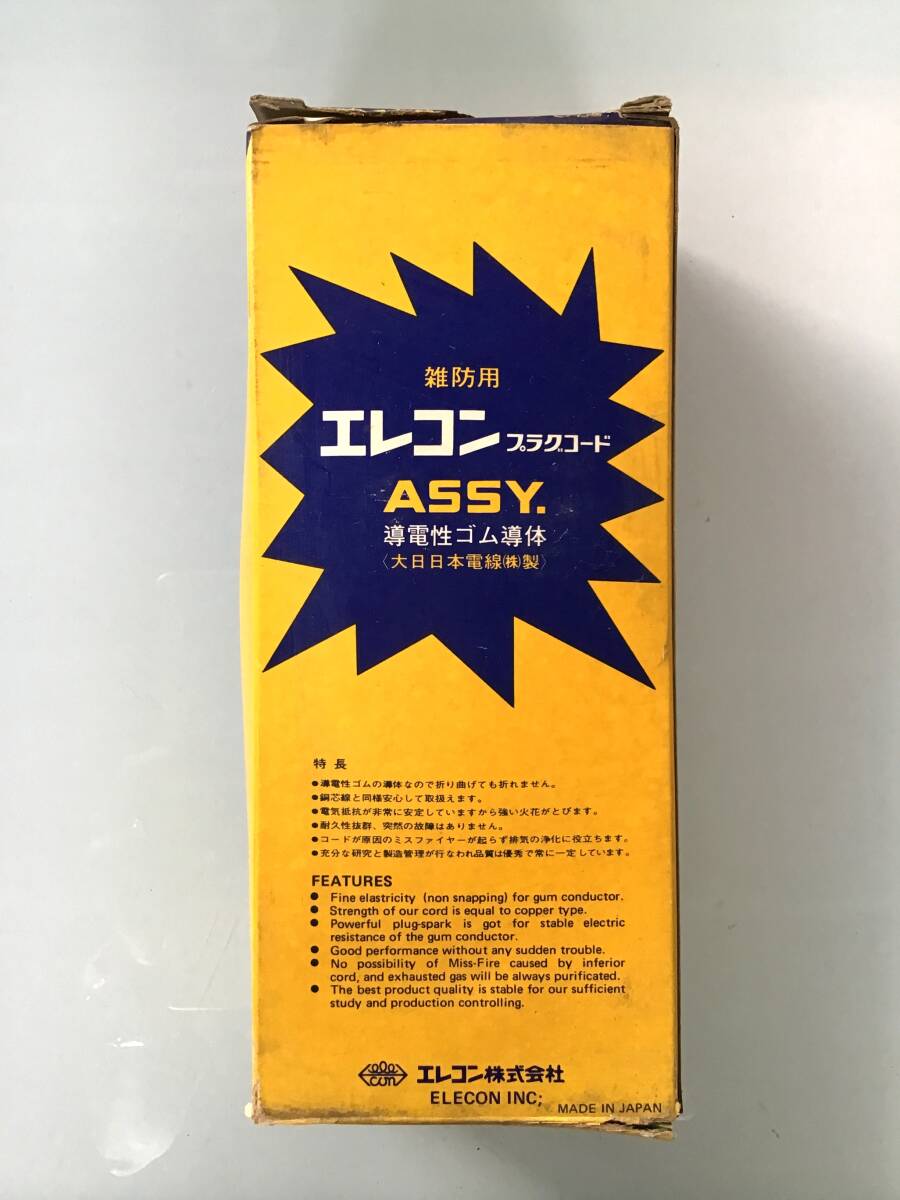 雑防用
エレコン プラグコード
ASSY.
導電性ゴム導体
〈大日日本電線㈱製〉
特長
●導電性ゴムの導体なので折り曲げても折れません。
●銅芯線と同様安心して取扱えます。
●電気抵抗が非常に安定していますから強い火花がとびます。
●耐久性抜群、突然の故障はありません。
●コードが原因のミスファイヤーが起らず排気の浄化に役立ちます。
●充分な研究と製造管理が行なわれ品質は優秀で常に一定しています。
FEATURES
● Fine elastricity (non snapping) for gum conductor.
● Strength of our cord is equal to copper type.
● Powerful plug-spark is got for stable electric
resistance of the gum conductor.
● Good performance without any sudden trouble.
● No possibility of Miss-Fire caused by inferior
cord, and exhausted gas will be always purificated.
● The best product quality is stable for our sufficient
study and production controlling.
elecon エレコン株式会社
ELECON INC;
MADE IN JAPAN